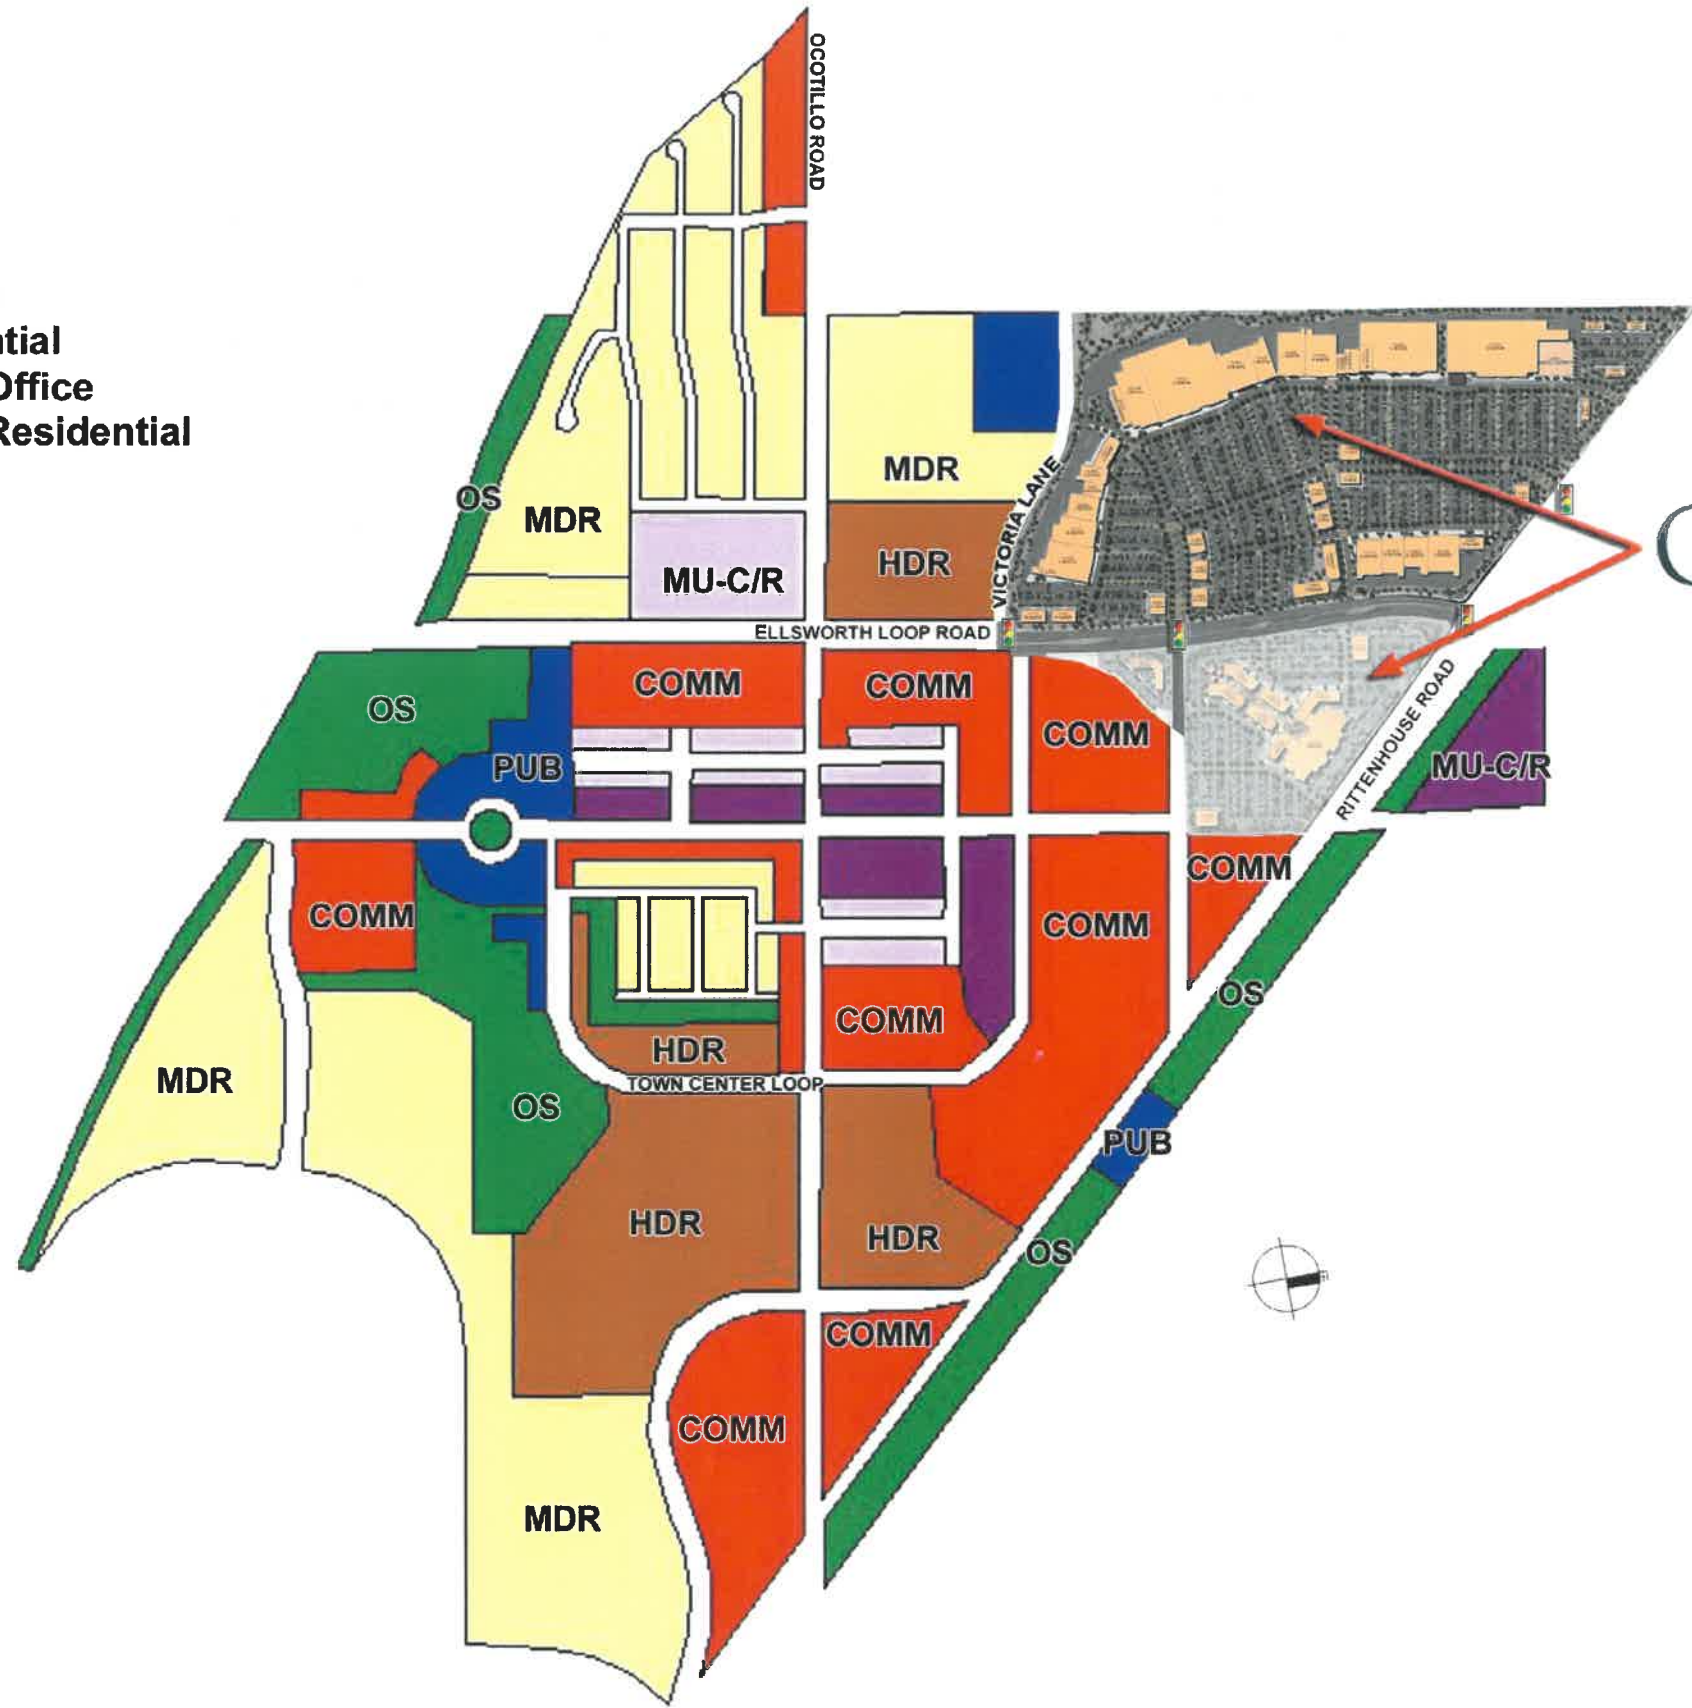 OCOTILLO ROAD
ntial
Office
Residential
OS
MDR
MU-C/R
MDR
HDR
VICTORIA LANE
ELLSWORTH LOOP ROAD
C
OS
COMM
COMM
COMM
PUB
RITTENHOUSE ROAD
MU-C/R
COMM
COMM
COMM
COMM
MDR
HDR
TOWN CENTER LOOP
OS
OS
PUB
HDR
HDR
OS
COMM
COMM
MDR